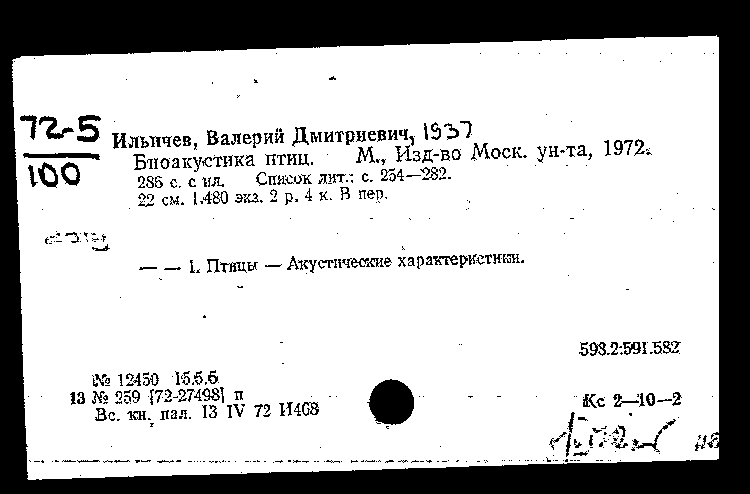 72-5
100
Ильичев, Валерий Дмитриевич, 1937
Биоакустика птиц. М., Изд-во Моск. ун-та, 1972.
286 с. с ил. Список лит.: с. 254—282.
22 см. 1.480 экз. 2 р. 4 к. В пер.
— — 1. Птицы — Акустические характеристики.
598.2:591.582
№ 12450 15.5.6
13 № 259 [72-27498] п
Вс. кн. пал. 13 IV 72 И468
Кс 2—10—2